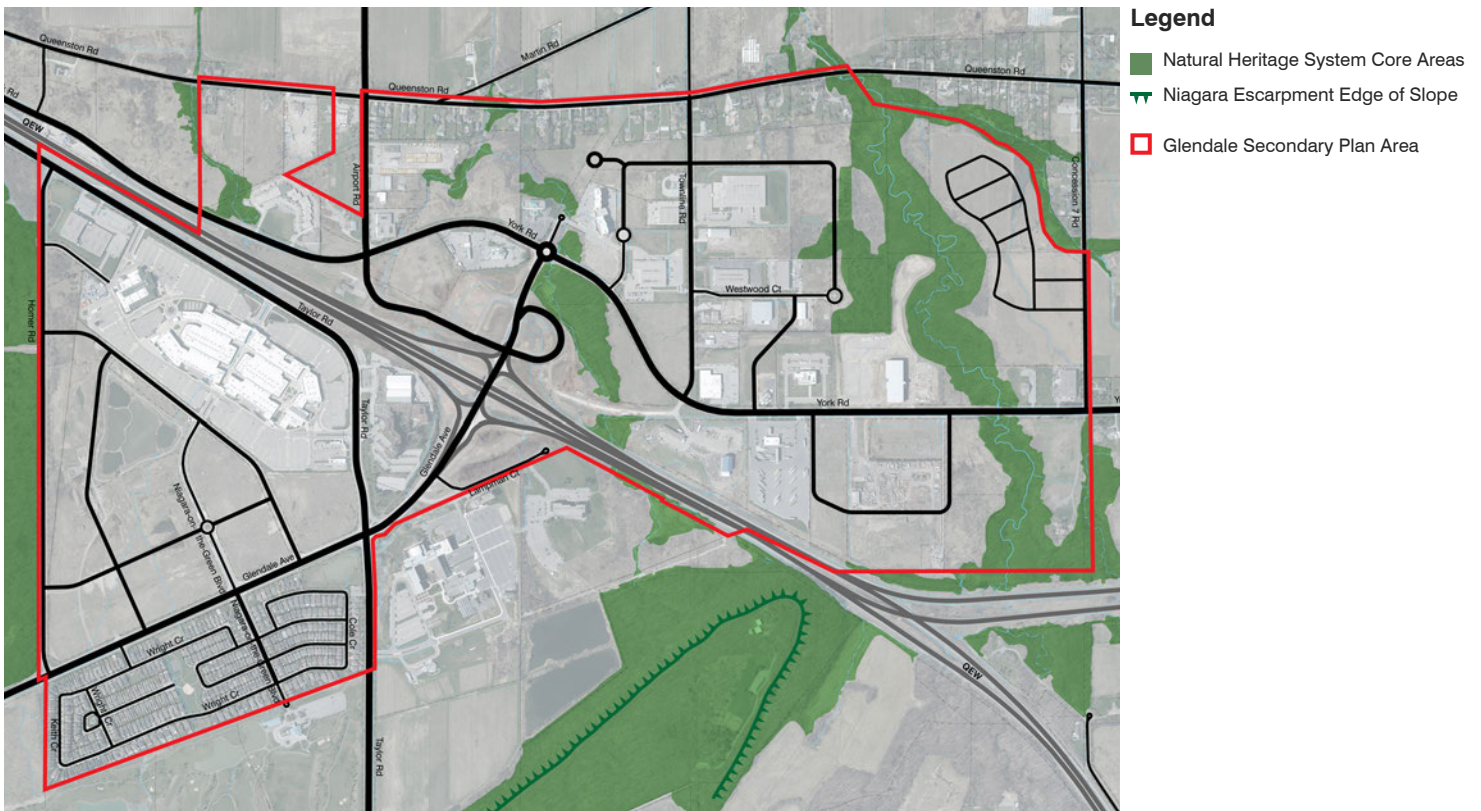 Legend
Natural Heritage System Core Areas
Niagara Escarpment Edge of Slope
Glendale Secondary Plan Area
Queenston Rd
Martin Rd
Queenston Rd
Queenston Rd
Rd
QEW
Airport Rd
Townline Rd
Concession 7 Rd
York Rd
Westwood Ct
Homer Rd
Taylor Rd
Taylor Rd
York Rd
Glendale Ave
Lampman Ct
Niagara-on-
the-Green Blvd
Glendale Ave
Niagara-on-the-Green Blvd
Cole Cr
Wright Cr
Wright Cr
Wright Cr
Keith Cr
Taylor Rd
QEW